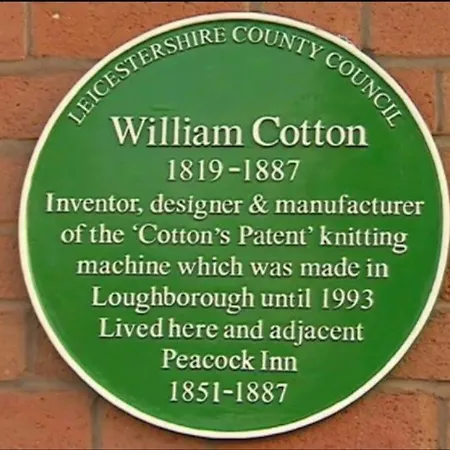 LEICESTERSHIRE COUNTY COUNCIL
William Cotton
1819-1887
Inventor, designer & manufacturer
of the 'Cotton's Patent' knitting
machine which was made in
Loughborough until 1993
Lived here and adjacent
Peacock Inn
1851-1887